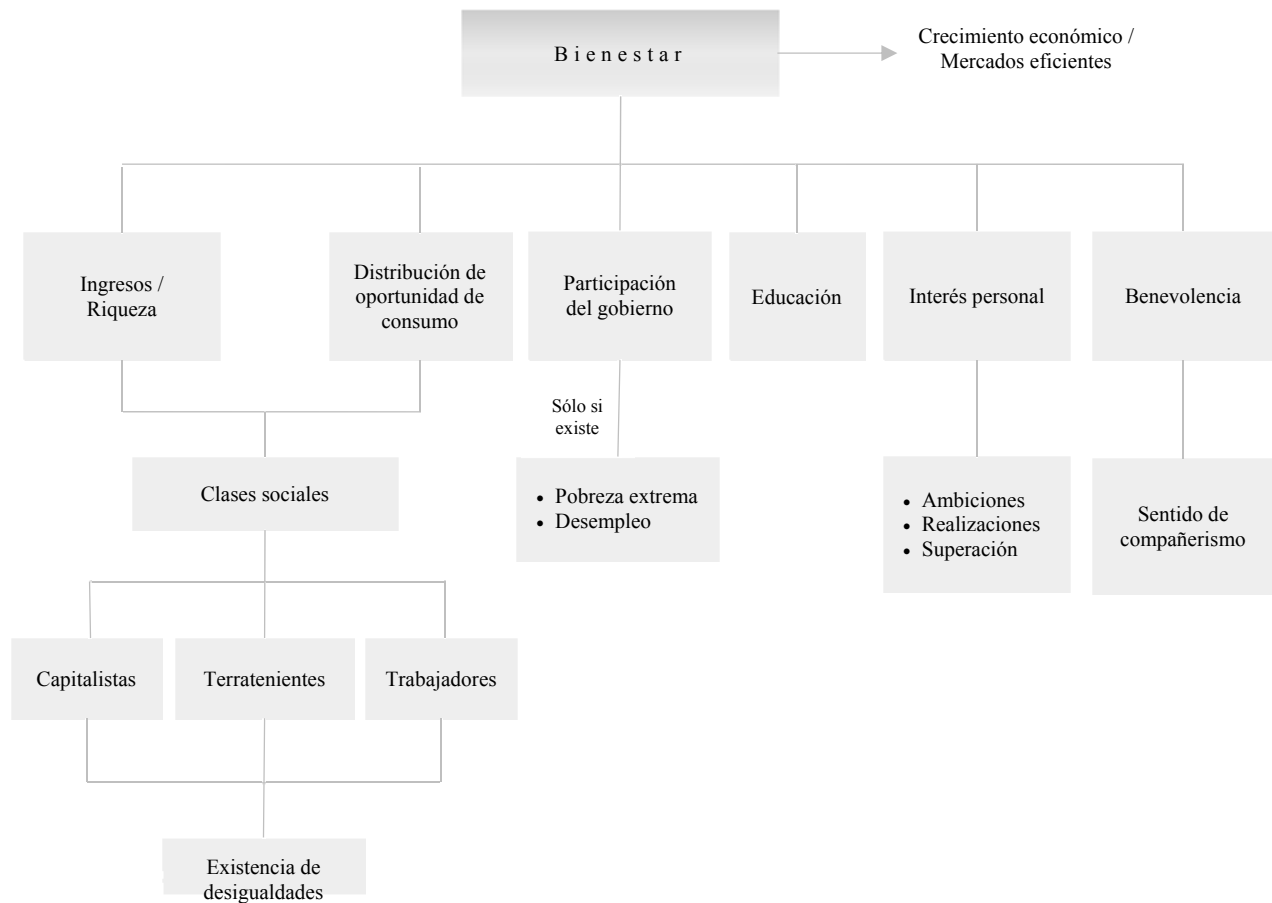 Bienestar
Crecimiento económico /
Mercados eficientes
Ingresos /
Riqueza
Distribución de
oportunidad de
consumo
Participación
del gobierno
Educación
Interés personal
Benevolencia
Sólo si
existe
Clases sociales
• Pobreza extrema
• Desempleo
• Ambiciones
• Realizaciones
• Superación
Sentido de
compañerismo
Capitalistas
Terratenientes
Trabajadores
Existencia de
desigualdades